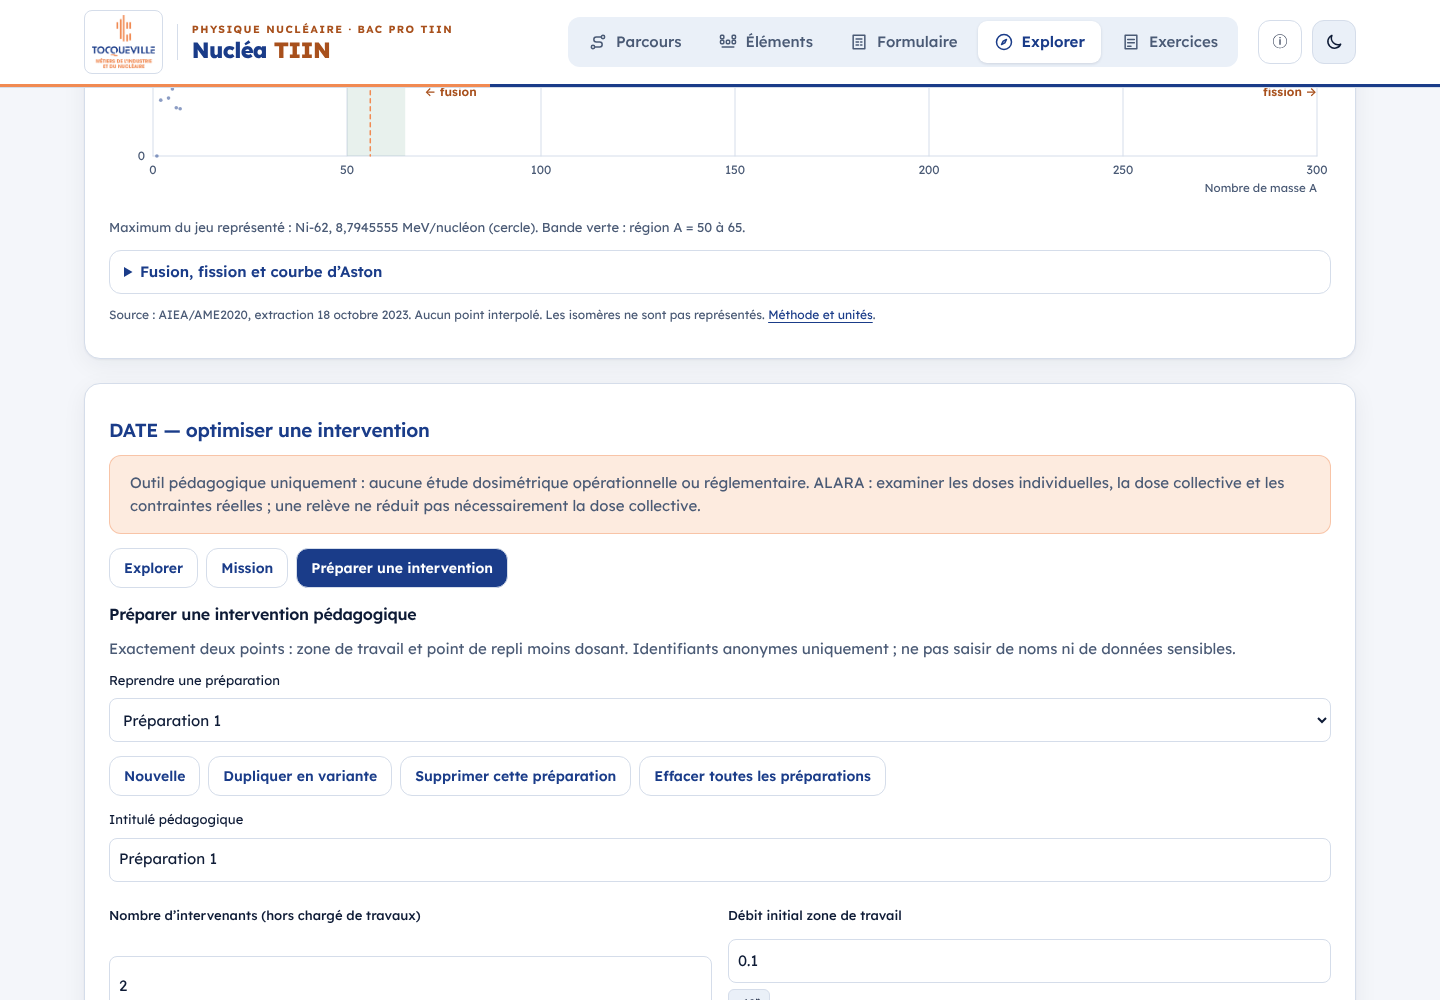 TOCQUEVILLE
MÉTIERS DE L'INDUSTRIE
ET DU NUCLÉAIRE
PHYSIQUE NUCLÉAIRE · BAC PRO TIIN
Nucléa TIIN
Parcours
Éléments
Formulaire
Explorer
Exercices
← fusion
fission →
0
0
50
100
150
200
250
300
Nombre de masse A
Maximum du jeu représenté : Ni-62, 8,7945555 MeV/nucléon (cercle). Bande verte : région A = 50 à 65.
Fusion, fission et courbe d’Aston
Source : AIEA/AME2020, extraction 18 octobre 2023. Aucun point interpolé. Les isomères ne sont pas représentés. Méthode et unités.
DATE — optimiser une intervention
Outil pédagogique uniquement : aucune étude dosimétrique opérationnelle ou réglementaire. ALARA : examiner les doses individuelles, la dose collective et les
contraintes réelles ; une relève ne réduit pas nécessairement la dose collective.
Explorer
Mission
Préparer une intervention
Préparer une intervention pédagogique
Exactement deux points : zone de travail et point de repli moins dosant. Identifiants anonymes uniquement ; ne pas saisir de noms ni de données sensibles.
Reprendre une préparation
Préparation 1
Nouvelle
Dupliquer en variante
Supprimer cette préparation
Effacer toutes les préparations
Intitulé pédagogique
Préparation 1
Nombre d’intervenants (hors chargé de travaux)
Débit initial zone de travail
2
0.1